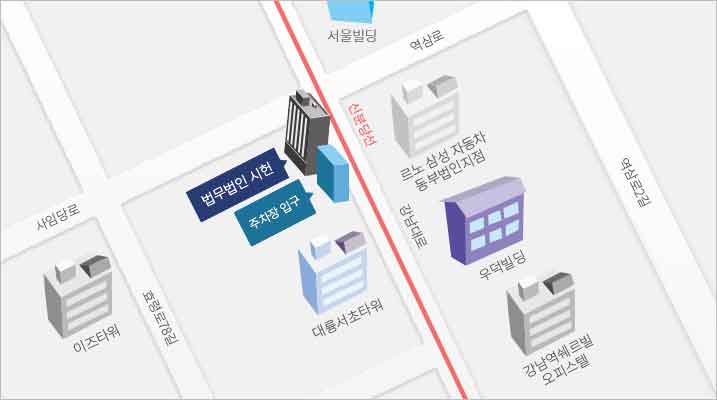 서울빌딩
역삼로
신분당선
르노 삼성 자동차
동부법인지점
법무법인 시헌
주차장 입구
사임당로
강남대로
역삼로2길
우덕빌딩
대륭서초타워
효령로78길
이즈타워
강남역쉐르빌
오피스텔